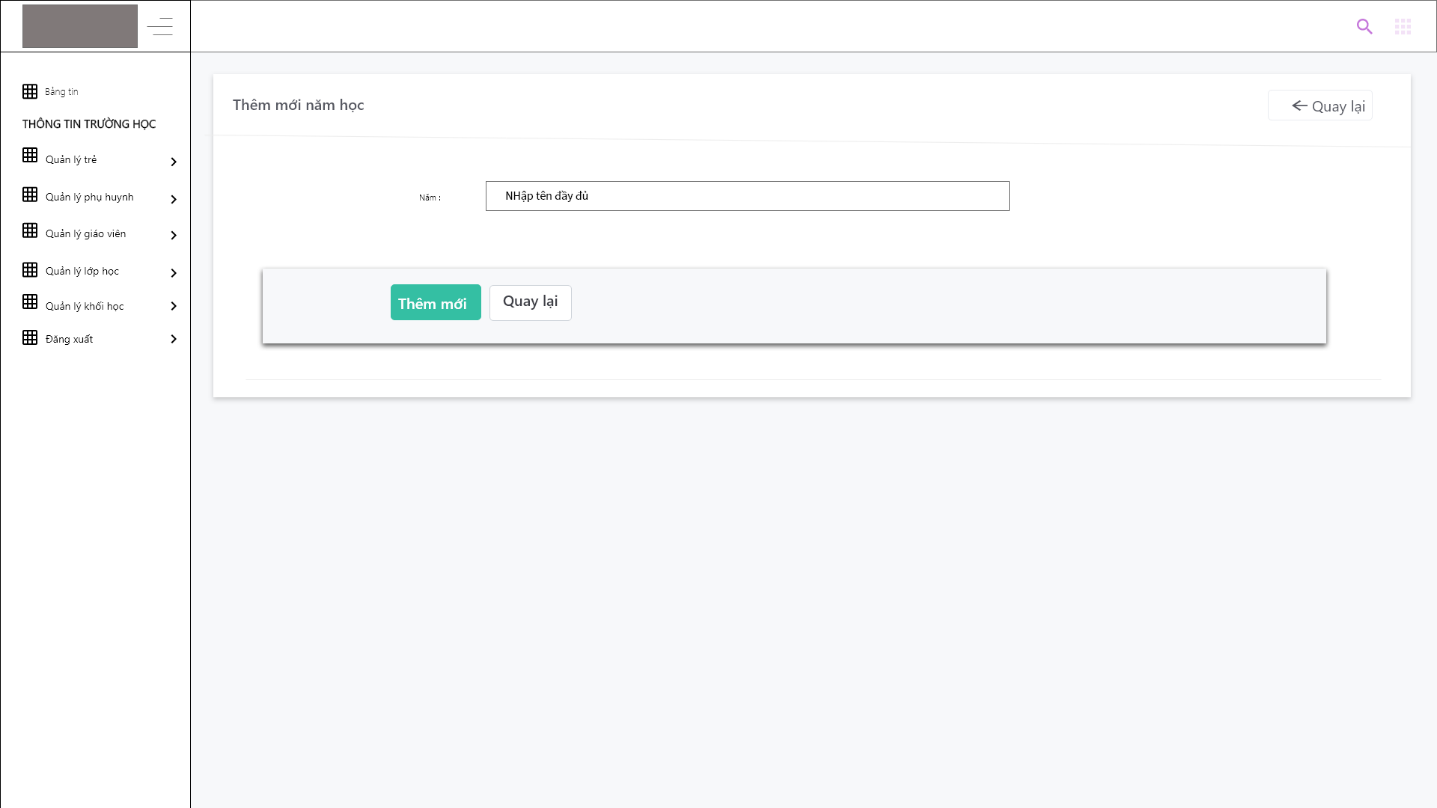 Bảng tin
THÔNG TIN TRƯỜNG HỌC
Quản lý trẻ
Quản lý phụ huynh
Quản lý giáo viên
Quản lý lớp học
Quản lý khối học
Đăng xuất
Thêm mới năm học
Quay lại
Năm :
NHập tên đầy đủ
Thêm mới
Quay lại